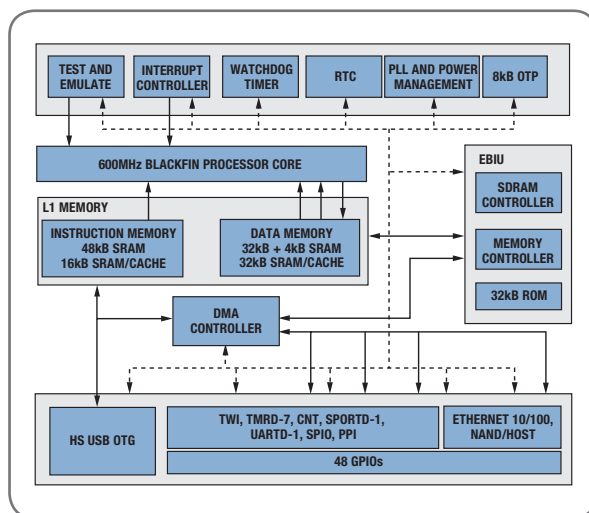 TEST AND
EMULATE
INTERRUPT
CONTROLLER
WATCHDOG
TIMER
RTC
PLL AND POWER
MANAGEMENT
8kB OTP
600MHz BLACKFIN PROCESSOR CORE
EBIU
SDRAM
CONTROLLER
MEMORY
CONTROLLER
32kB ROM
L1 MEMORY
INSTRUCTION MEMORY
48kB SRAM
16kB SRAM/CACHE
DATA MEMORY
32kB + 4kB SRAM
32kB SRAM/CACHE
DMA
CONTROLLER
HS USB OTG
TWI, TMRD-7, CNT, SPORTD-1,
UARTD-1, SPIO, PPI
ETHERNET 10/100,
NAND/HOST
48 GPIOs